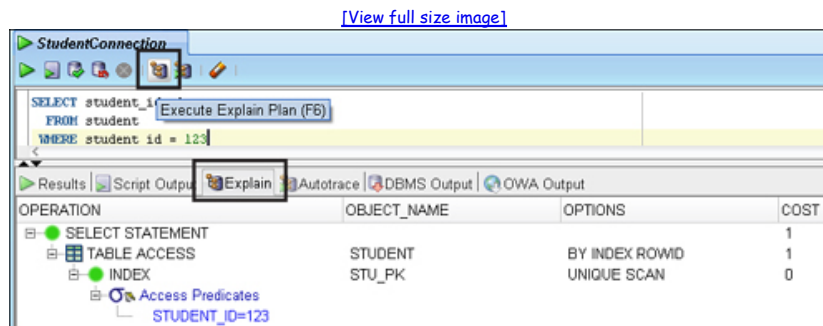 [View full size image]
StudentConnection
SELECT student_id
Execute Explain Plan (F6)
FROM student
WHERE student_id = 123
Results Script Output Explain Autotrace DBMS Output OWA Output
OPERATION OBJECT_NAME OPTIONS COST
SELECT STATEMENT 1
TABLE ACCESS STUDENT BY INDEX ROWID 1
INDEX STU_PK UNIQUE SCAN 0
Access Predicates
STUDENT_ID=123